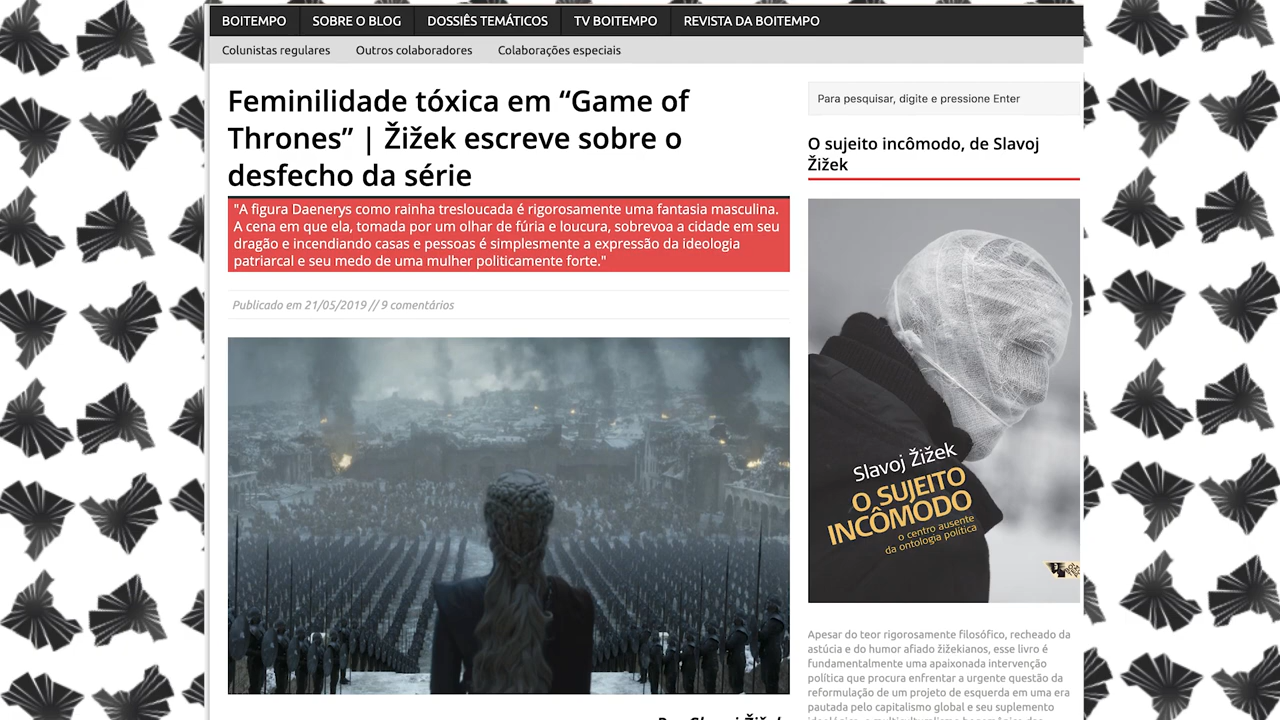 BOITEMPO SOBRE O BLOG DOSSIÊS TEMÁTICOS TV BOITEMPO REVISTA DA BOITEMPO
Colunistas regulares Outros colaboradores Colaborações especiais
Feminilidade tóxica em “Game of
Thrones” | Žižek escreve sobre o
desfecho da série
"A figura Daenerys como rainha tresloucada é rigorosamente uma fantasia masculina.
A cena em que ela, tomada por um olhar de fúria e loucura, sobrevoa a cidade em seu
dragão e incendiando casas e pessoas é simplesmente a expressão da ideologia
patriarcal e seu medo de uma mulher politicamente forte."
Publicado em 21/05/2019 // 9 comentários
Para pesquisar, digite e pressione Enter
O sujeito incômodo, de Slavoj
Žižek
Slavoj Žižek
O SUJEITO
INCÔMODO
o centro ausente
da ontologia política
Apesar do teor rigorosamente filosófico, recheado da
astúcia e do humor afiado žižekianos, esse livro é
fundamentalmente uma apaixonada intervenção
política que procura enfrentar a urgente questão da
reformulação de um projeto de esquerda em uma era
pautada pelo capitalismo global e seu suplemento